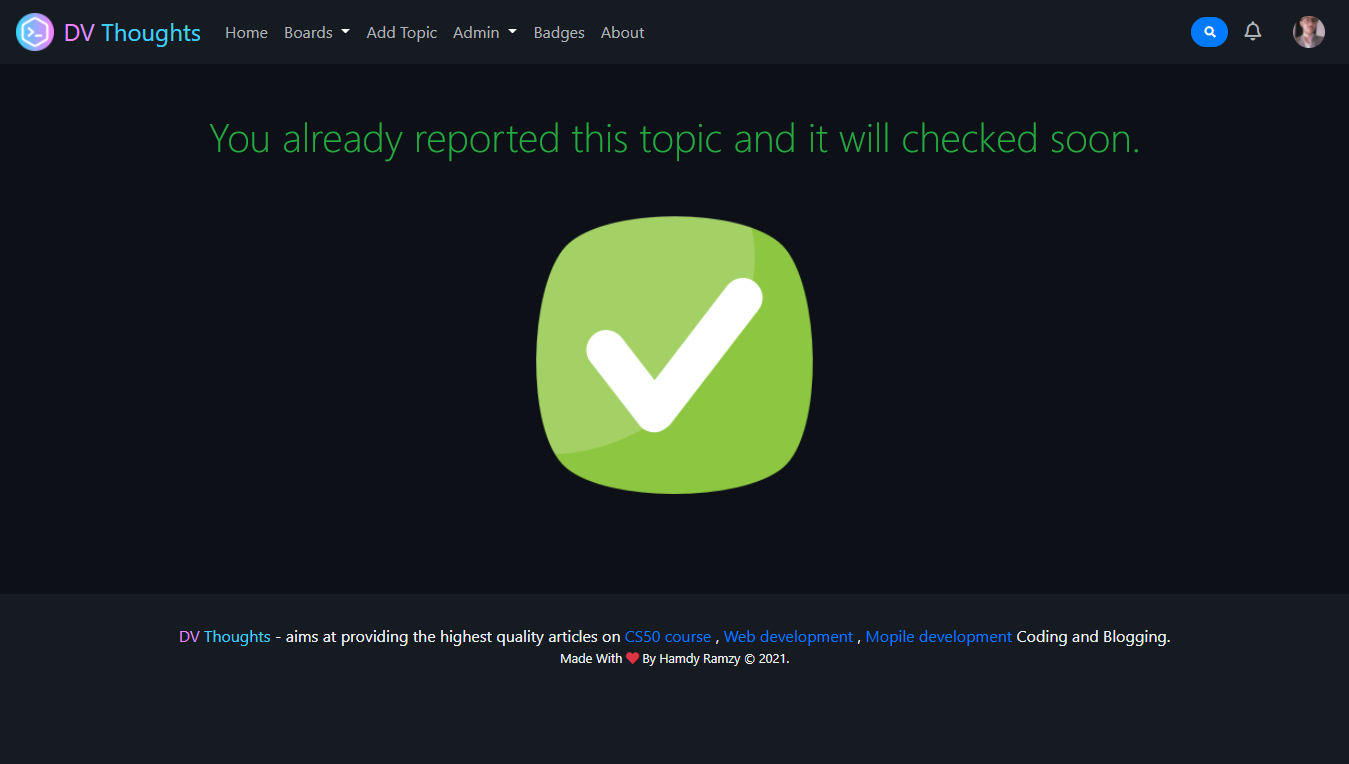 DV Thoughts Home Boards Add Topic Admin Badges About
You already reported this topic and it will checked soon.
DV Thoughts - aims at providing the highest quality articles on CS50 course , Web development , Mopile development Coding and Blogging.
Made With ❤ By Hamdy Ramzy © 2021.